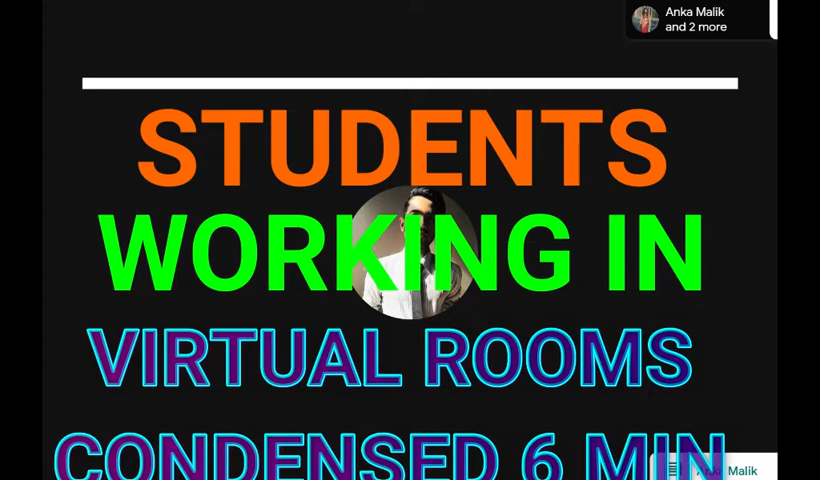 Anka Malik
and 2 more
STUDENTS
WORKING IN
VIRTUAL ROOMS
CONDENSED 6 MIN
Malik